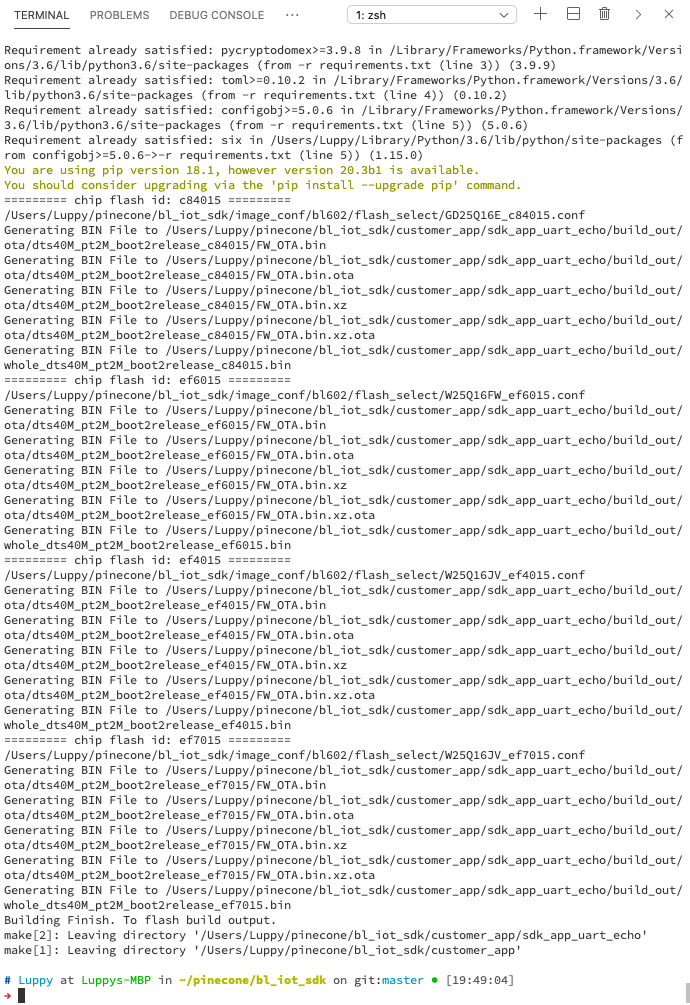 TERMINAL PROBLEMS DEBUG CONSOLE ··· 1: zsh
Requirement already satisfied: pycryptodomex>=3.9.8 in /Library/Frameworks/Python.framework/Versi
ons/3.6/lib/python3.6/site-packages (from -r requirements.txt (line 3)) (3.9.9)
Requirement already satisfied: toml>=0.10.2 in /Library/Frameworks/Python.framework/Versions/3.6/
lib/python3.6/site-packages (from -r requirements.txt (line 4)) (0.10.2)
Requirement already satisfied: configobj>=5.0.6 in /Library/Frameworks/Python.framework/Versions/
3.6/lib/python3.6/site-packages (from -r requirements.txt (line 5)) (5.0.6)
Requirement already satisfied: six in /Users/Luppy/Library/Python/3.6/lib/python/site-packages (f
rom configobj>=5.0.6->-r requirements.txt (line 5)) (1.15.0)
You are using pip version 18.1, however version 20.3b1 is available.
You should consider upgrading via the 'pip install --upgrade pip' command.
========= chip flash id: c84015 =========
/Users/Luppy/pinecone/bl_iot_sdk/image_conf/bl602/flash_select/GD25Q16E_c84015.conf
Generating BIN File to /Users/Luppy/pinecone/bl_iot_sdk/customer_app/sdk_app_uart_echo/build_out/
ota/dts40M_pt2M_boot2release_c84015/FW_OTA.bin
Generating BIN File to /Users/Luppy/pinecone/bl_iot_sdk/customer_app/sdk_app_uart_echo/build_out/
ota/dts40M_pt2M_boot2release_c84015/FW_OTA.bin.ota
Generating BIN File to /Users/Luppy/pinecone/bl_iot_sdk/customer_app/sdk_app_uart_echo/build_out/
ota/dts40M_pt2M_boot2release_c84015/FW_OTA.bin.xz
Generating BIN File to /Users/Luppy/pinecone/bl_iot_sdk/customer_app/sdk_app_uart_echo/build_out/
ota/dts40M_pt2M_boot2release_c84015/FW_OTA.bin.xz.ota
Generating BIN File to /Users/Luppy/pinecone/bl_iot_sdk/customer_app/sdk_app_uart_echo/build_out/
whole_dts40M_pt2M_boot2release_c84015.bin
========= chip flash id: ef6015 =========
/Users/Luppy/pinecone/bl_iot_sdk/image_conf/bl602/flash_select/W25Q16FW_ef6015.conf
Generating BIN File to /Users/Luppy/pinecone/bl_iot_sdk/customer_app/sdk_app_uart_echo/build_out/
ota/dts40M_pt2M_boot2release_ef6015/FW_OTA.bin
Generating BIN File to /Users/Luppy/pinecone/bl_iot_sdk/customer_app/sdk_app_uart_echo/build_out/
ota/dts40M_pt2M_boot2release_ef6015/FW_OTA.bin.ota
Generating BIN File to /Users/Luppy/pinecone/bl_iot_sdk/customer_app/sdk_app_uart_echo/build_out/
ota/dts40M_pt2M_boot2release_ef6015/FW_OTA.bin.xz
Generating BIN File to /Users/Luppy/pinecone/bl_iot_sdk/customer_app/sdk_app_uart_echo/build_out/
ota/dts40M_pt2M_boot2release_ef6015/FW_OTA.bin.xz.ota
Generating BIN File to /Users/Luppy/pinecone/bl_iot_sdk/customer_app/sdk_app_uart_echo/build_out/
whole_dts40M_pt2M_boot2release_ef6015.bin
========= chip flash id: ef4015 =========
/Users/Luppy/pinecone/bl_iot_sdk/image_conf/bl602/flash_select/W25Q16JV_ef4015.conf
Generating BIN File to /Users/Luppy/pinecone/bl_iot_sdk/customer_app/sdk_app_uart_echo/build_out/
ota/dts40M_pt2M_boot2release_ef4015/FW_OTA.bin
Generating BIN File to /Users/Luppy/pinecone/bl_iot_sdk/customer_app/sdk_app_uart_echo/build_out/
ota/dts40M_pt2M_boot2release_ef4015/FW_OTA.bin.ota
Generating BIN File to /Users/Luppy/pinecone/bl_iot_sdk/customer_app/sdk_app_uart_echo/build_out/
ota/dts40M_pt2M_boot2release_ef4015/FW_OTA.bin.xz
Generating BIN File to /Users/Luppy/pinecone/bl_iot_sdk/customer_app/sdk_app_uart_echo/build_out/
ota/dts40M_pt2M_boot2release_ef4015/FW_OTA.bin.xz.ota
Generating BIN File to /Users/Luppy/pinecone/bl_iot_sdk/customer_app/sdk_app_uart_echo/build_out/
whole_dts40M_pt2M_boot2release_ef4015.bin
========= chip flash id: ef7015 =========
/Users/Luppy/pinecone/bl_iot_sdk/image_conf/bl602/flash_select/W25Q16JV_ef7015.conf
Generating BIN File to /Users/Luppy/pinecone/bl_iot_sdk/customer_app/sdk_app_uart_echo/build_out/
ota/dts40M_pt2M_boot2release_ef7015/FW_OTA.bin
Generating BIN File to /Users/Luppy/pinecone/bl_iot_sdk/customer_app/sdk_app_uart_echo/build_out/
ota/dts40M_pt2M_boot2release_ef7015/FW_OTA.bin.ota
Generating BIN File to /Users/Luppy/pinecone/bl_iot_sdk/customer_app/sdk_app_uart_echo/build_out/
ota/dts40M_pt2M_boot2release_ef7015/FW_OTA.bin.xz
Generating BIN File to /Users/Luppy/pinecone/bl_iot_sdk/customer_app/sdk_app_uart_echo/build_out/
ota/dts40M_pt2M_boot2release_ef7015/FW_OTA.bin.xz.ota
Generating BIN File to /Users/Luppy/pinecone/bl_iot_sdk/customer_app/sdk_app_uart_echo/build_out/
whole_dts40M_pt2M_boot2release_ef7015.bin
Building Finish. To flash build output.
make[2]: Leaving directory '/Users/Luppy/pinecone/bl_iot_sdk/customer_app/sdk_app_uart_echo'
make[1]: Leaving directory '/Users/Luppy/pinecone/bl_iot_sdk/customer_app'
# Luppy at Luppys-MBP in ~/pinecone/bl_iot_sdk on git:master ● [19:49:04]
→